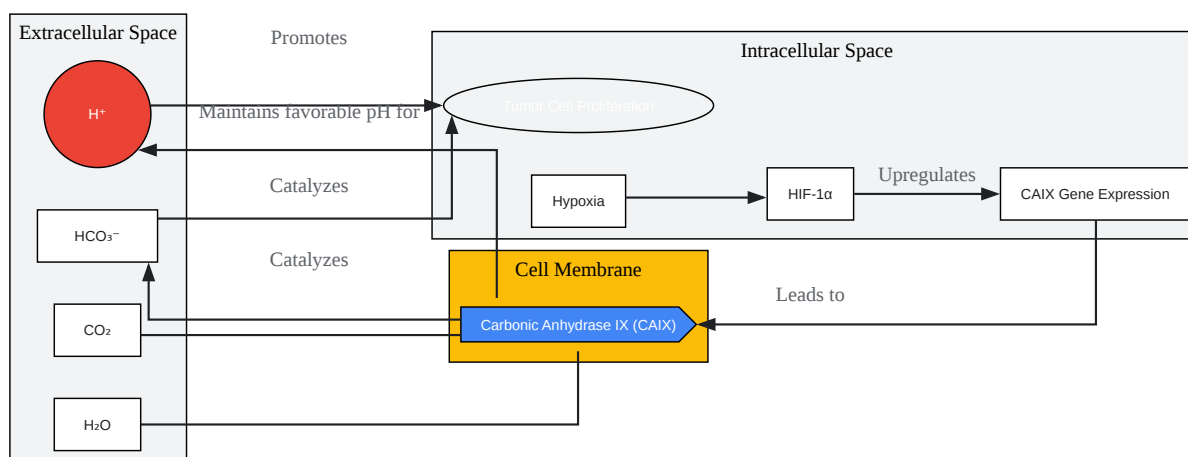 Extracellular Space
Promotes
Intracellular Space
H⁺
Maintains favorable pH for
Tumor Cell Proliferation
Catalyzes
Hypoxia
HIF-1α
Upregulates
CAIX Gene Expression
HCO₃⁻
Catalyzes
Cell Membrane
Leads to
CO₂
Carbonic Anhydrase IX (CAIX)
H₂O